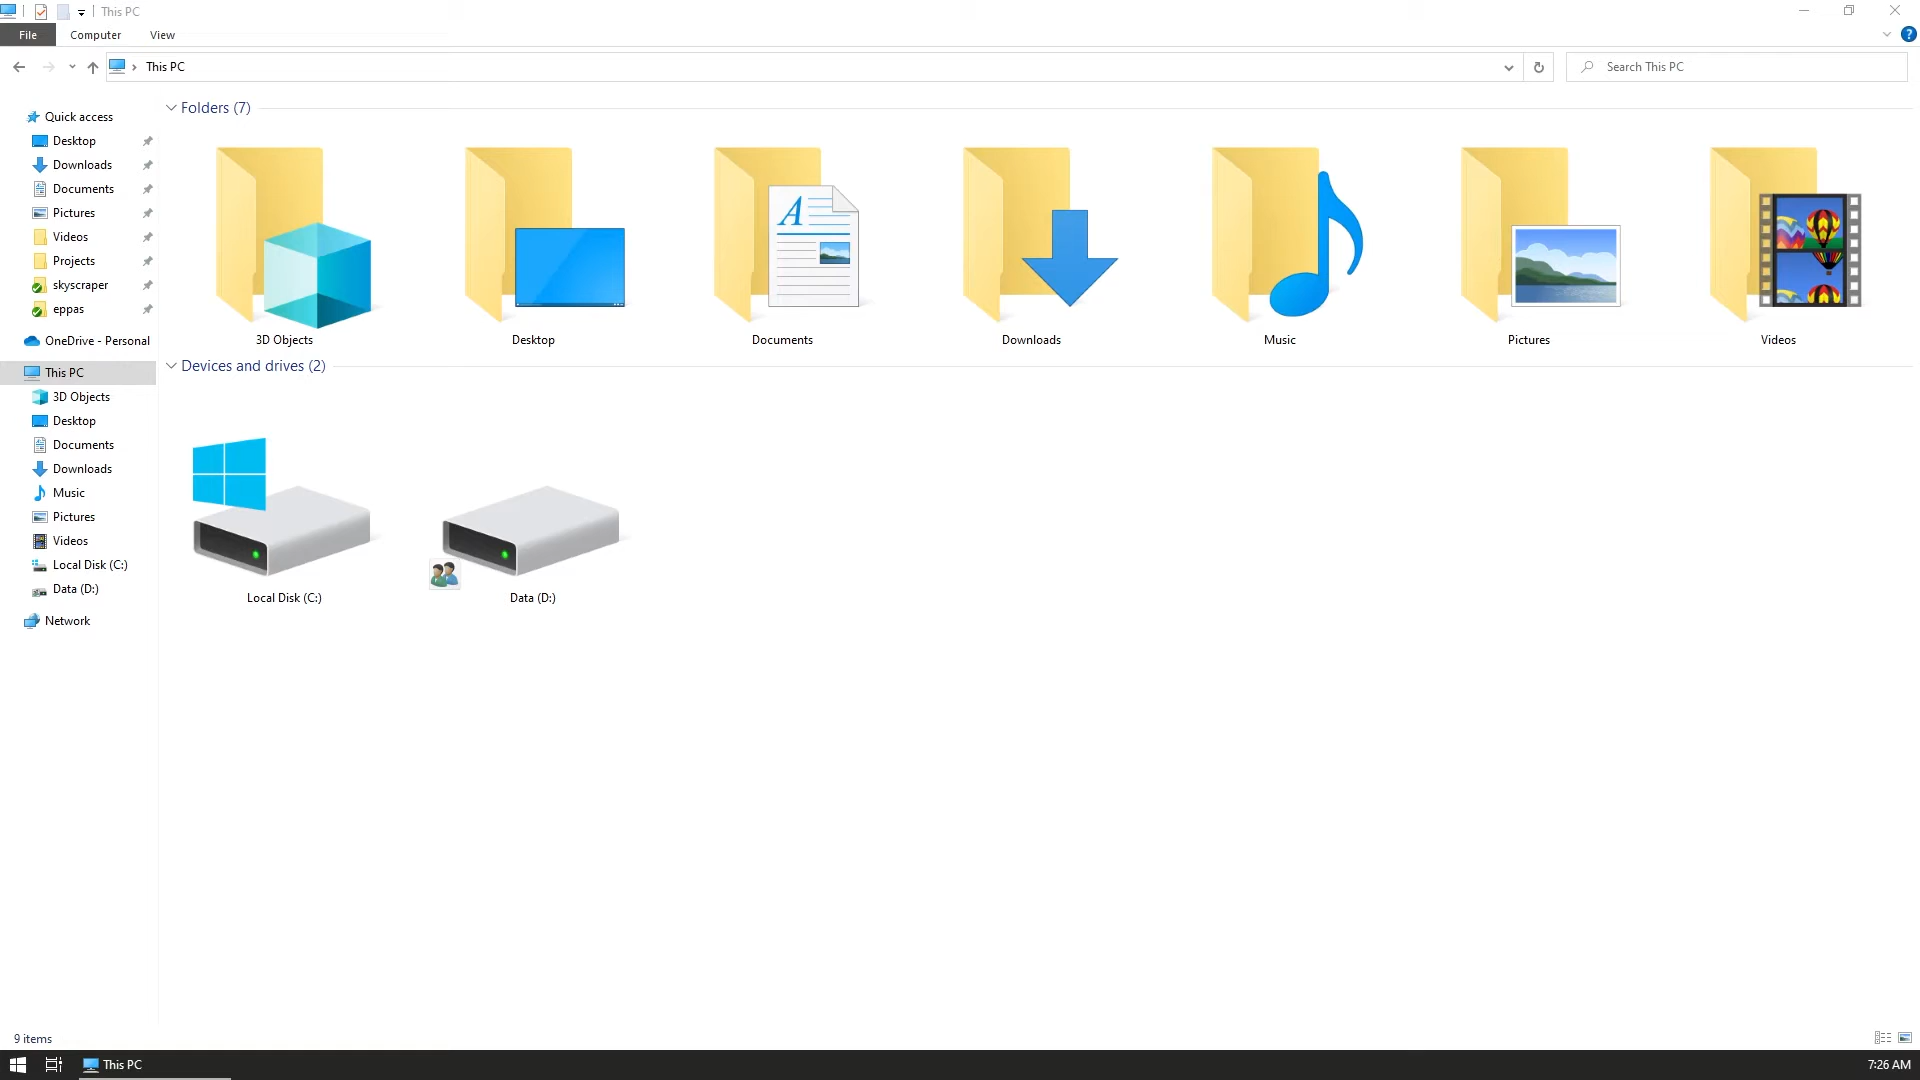 This PC
File
Computer
View
?
This PC
Search This PC
Quick access
Desktop
Downloads
Documents
Pictures
Videos
Projects
skyscraper
eppas
OneDrive - Personal
This PC
3D Objects
Desktop
Documents
Downloads
Music
Pictures
Videos
Local Disk (C:)
Data (D:)
Network
Folders (7)
A
3D Objects
Desktop
Documents
Downloads
Music
Pictures
Videos
Devices and drives (2)
Local Disk (C:)
Data (D:)
9 items
This PC
7:26 AM